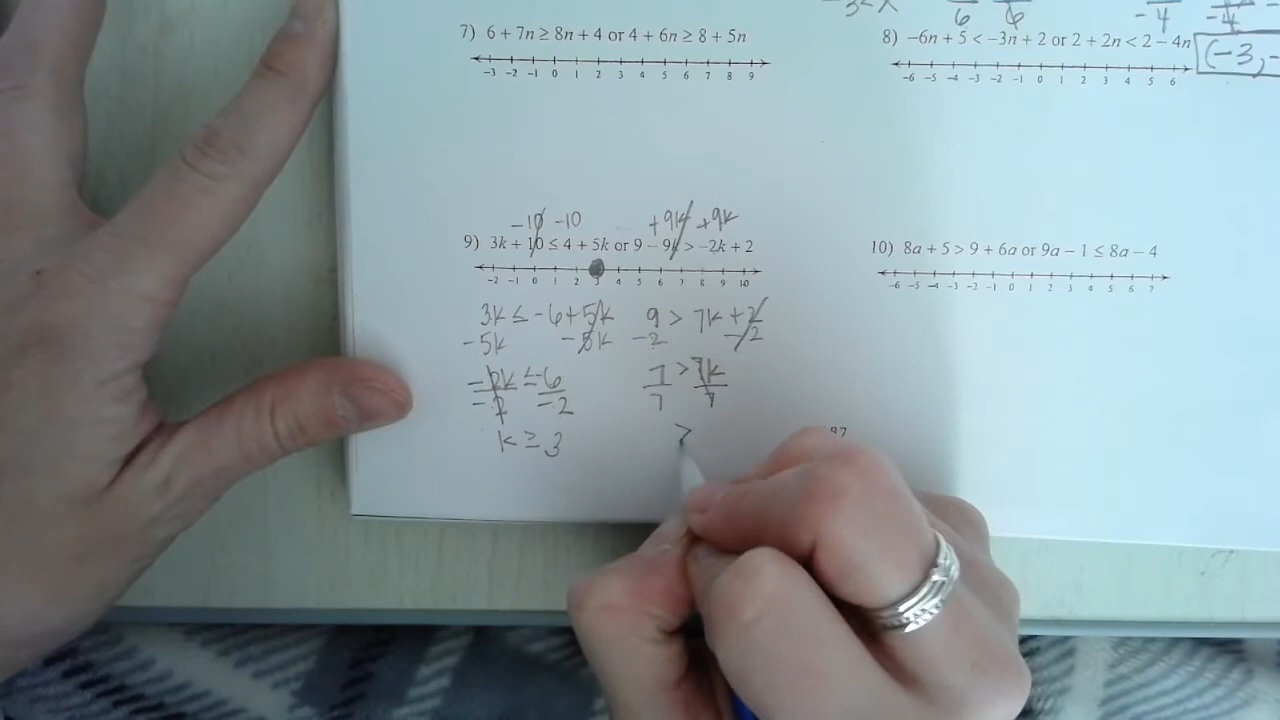 7) 6 + 7n ≥ 8n + 4 or 4 + 6n ≥ 8 + 5n
-3 -2 -1 0 1 2 3 4 5 6 7 8 9
-10 -10 +9k +9k
9) 3k + 10 ≤ 4 + 5k or 9 - 9k > -2k + 2
-2 -1 0 1 2 3 4 5 6 7 8 9 10
3k ≤ -6+5k 9 > 7k +2
-5k -5k -2 -2
-2k ≤ -6 7 > 7k
-2 -2 7 7
k ≥ 3 >
6 6 -4 -4
8) -6n + 5 < -3n + 2 or 2 + 2n < 2 - 4n
(-3, -
-6 -5 -4 -3 -2 -1 0 1 2 3 4 5 6
10) 8a + 5 > 9 + 6a or 9a - 1 ≤ 8a - 4
-6 -5 -4 -3 -2 -1 0 1 2 3 4 5 6 7